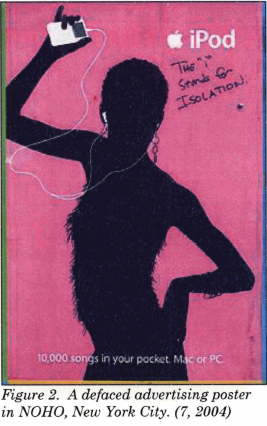 iPod
THE "i"
Stands for
ISOLATION.
10,000 songs in your pocket. Mac or PC.
Figure 2. A defaced advertising poster
in NOHO, New York City. (7, 2004)